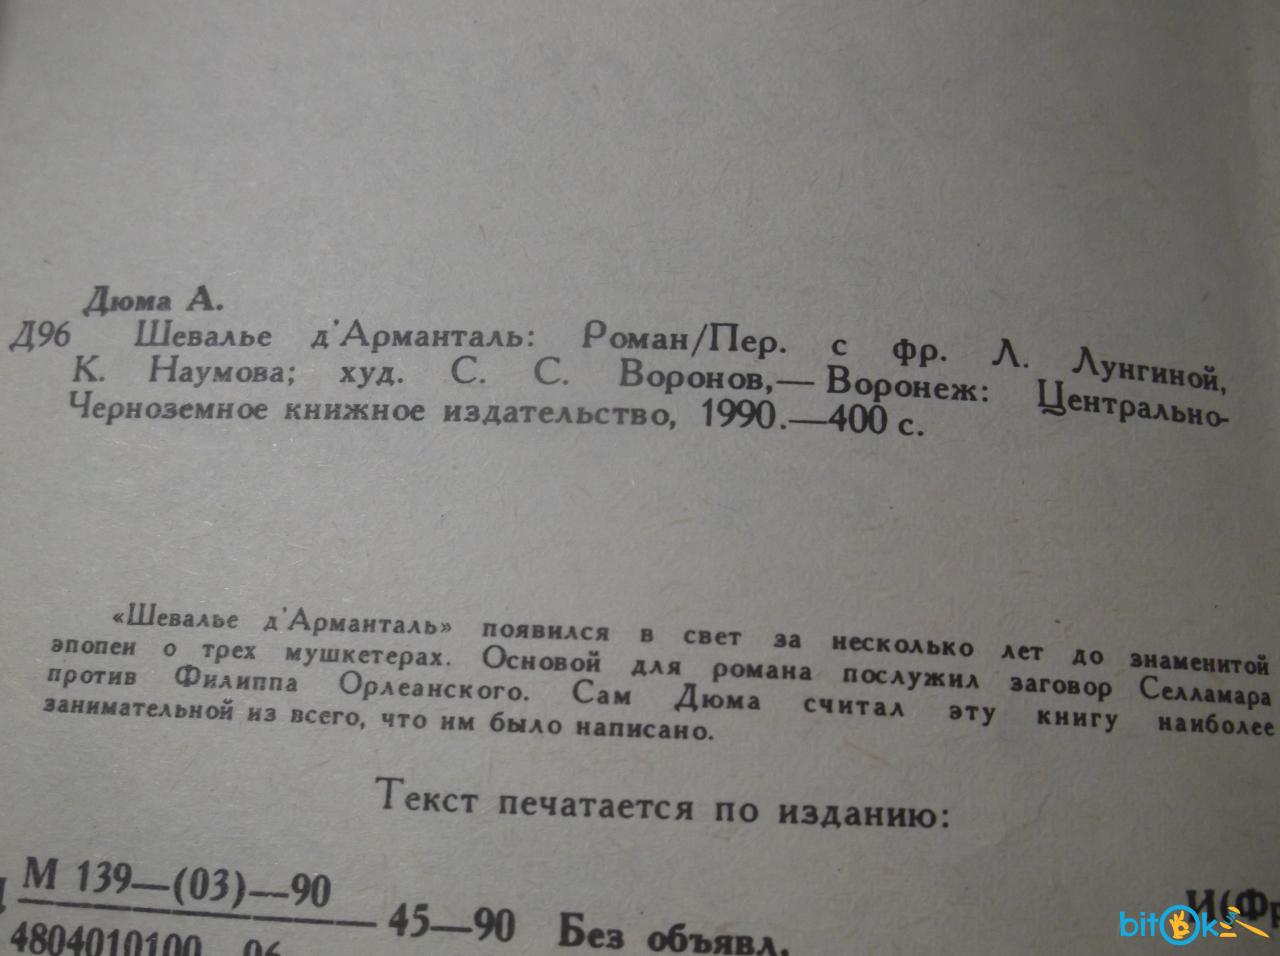 Дюма А.
Д96 Шевалье д'Арманталь: Роман/Пер. с фр. Л. Лунгиной,
К. Наумова; худ. С. С. Воронов,— Воронеж: Центрально-
Черноземное книжное издательство, 1990.—400 с.
«Шевалье д'Арманталь» появился в свет за несколько лет до знаменитой
эпопеи о трех мушкетерах. Основой для романа послужил заговор Селламара
против Филиппа Орлеанского. Сам Дюма считал эту книгу наиболее
занимательной из всего, что им было написано.
Текст печатается по изданию:
М 139—(03)—90
45—90 Без объявл.
4804010100
bitok